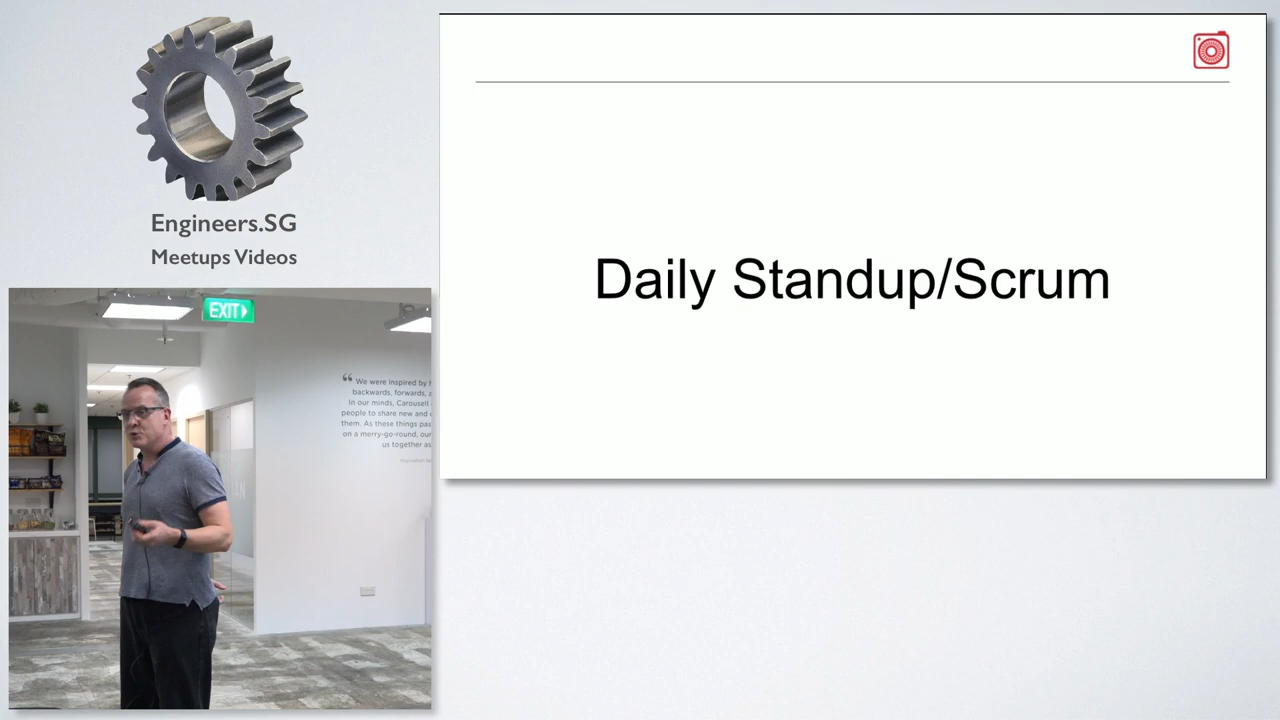 Engineers.SG
Meetups Videos
Daily Standup/Scrum
EXIT
“ We were inspired by
backwards, forwards,
In our minds, Carousell
people to share new and
them. As these things
on a merry-go-round, our
us together as